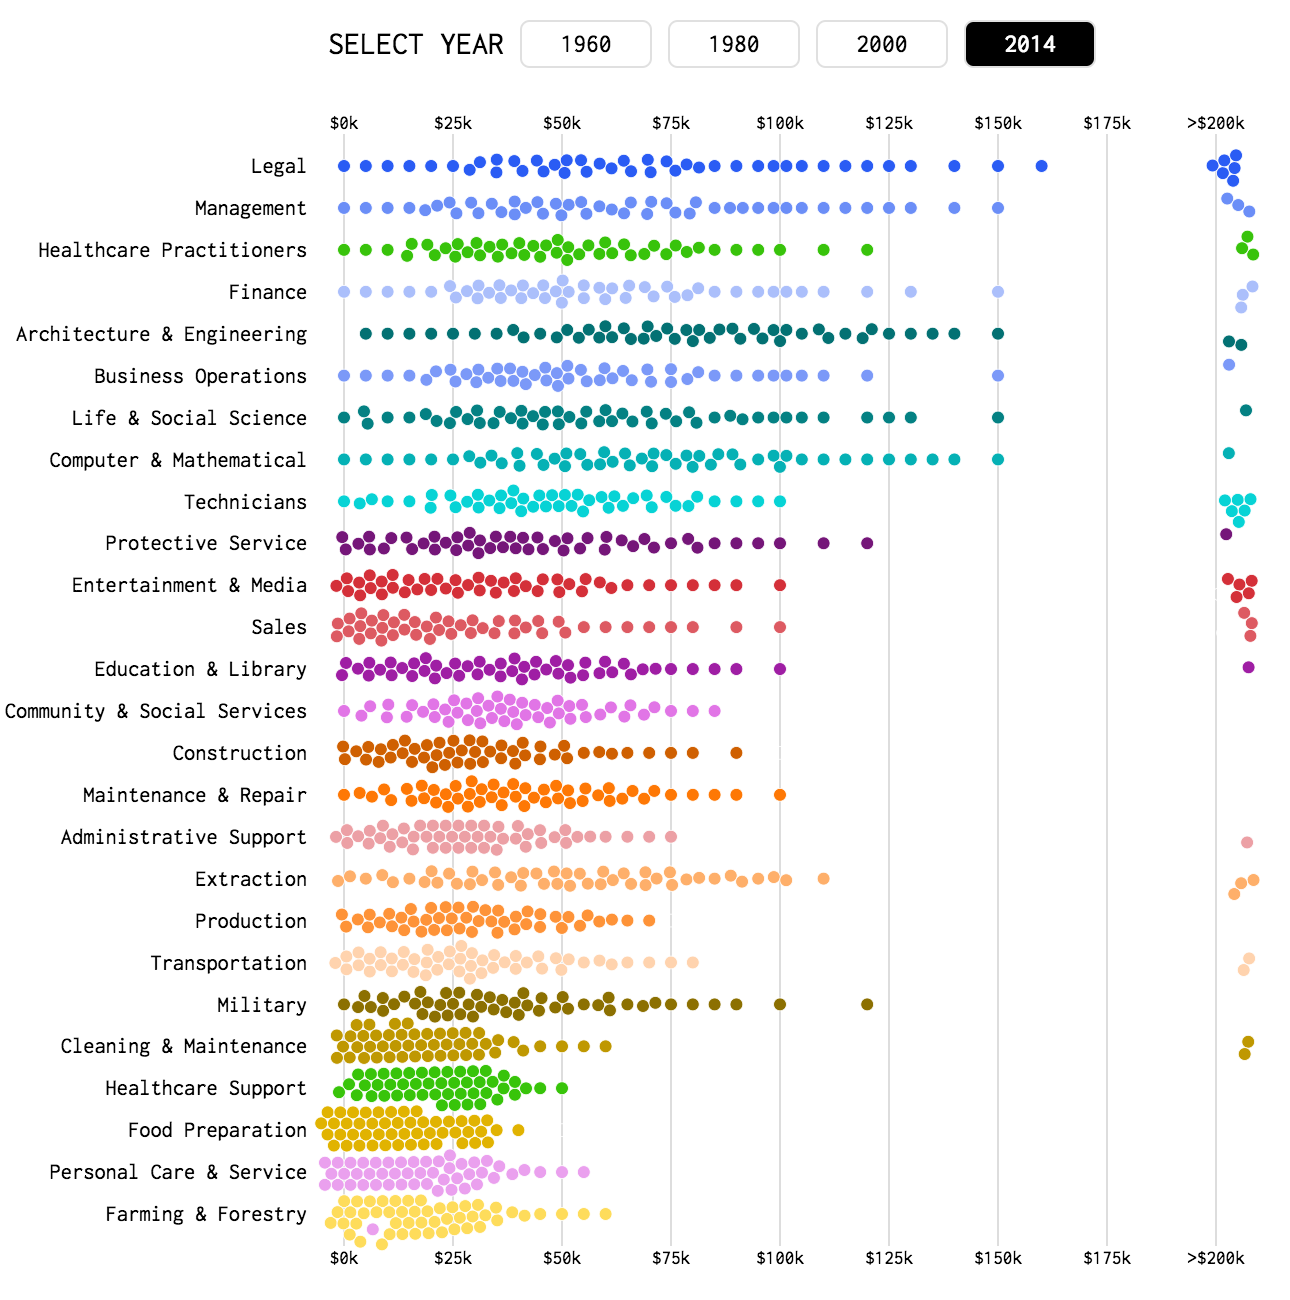 SELECT YEAR 1960 1980 2000 2014
$0k $25k $50k $75k $100k $125k $150k $175k >$200k
Legal
Management
Healthcare Practitioners
Finance
Architecture & Engineering
Business Operations
Life & Social Science
Computer & Mathematical
Technicians
Protective Service
Entertainment & Media
Sales
Education & Library
Community & Social Services
Construction
Maintenance & Repair
Administrative Support
Extraction
Production
Transportation
Military
Cleaning & Maintenance
Healthcare Support
Food Preparation
Personal Care & Service
Farming & Forestry
$0k $25k $50k $75k $100k $125k $150k $175k >$200k